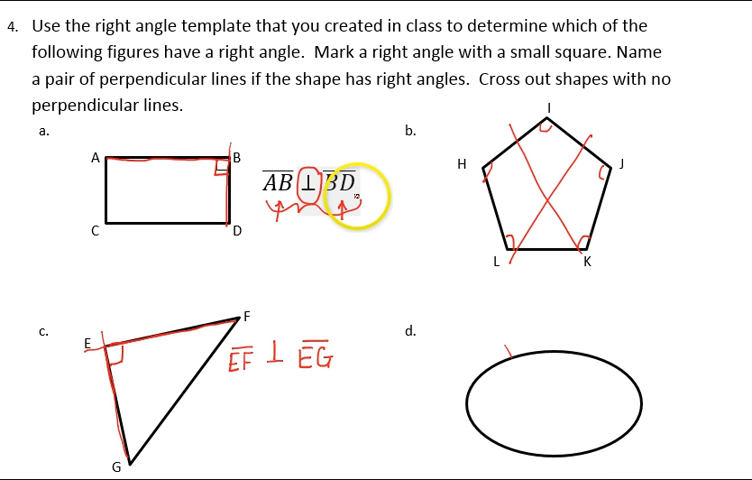 4. Use the right angle template that you created in class to determine which of the
following figures have a right angle. Mark a right angle with a small square. Name
a pair of perpendicular lines if the shape has right angles. Cross out shapes with no
perpendicular lines.
a.
b.
I
A
B
AB ⊥ BD
H
J
C
D
L
K
c.
F
d.
E
EF ⊥ EG
G